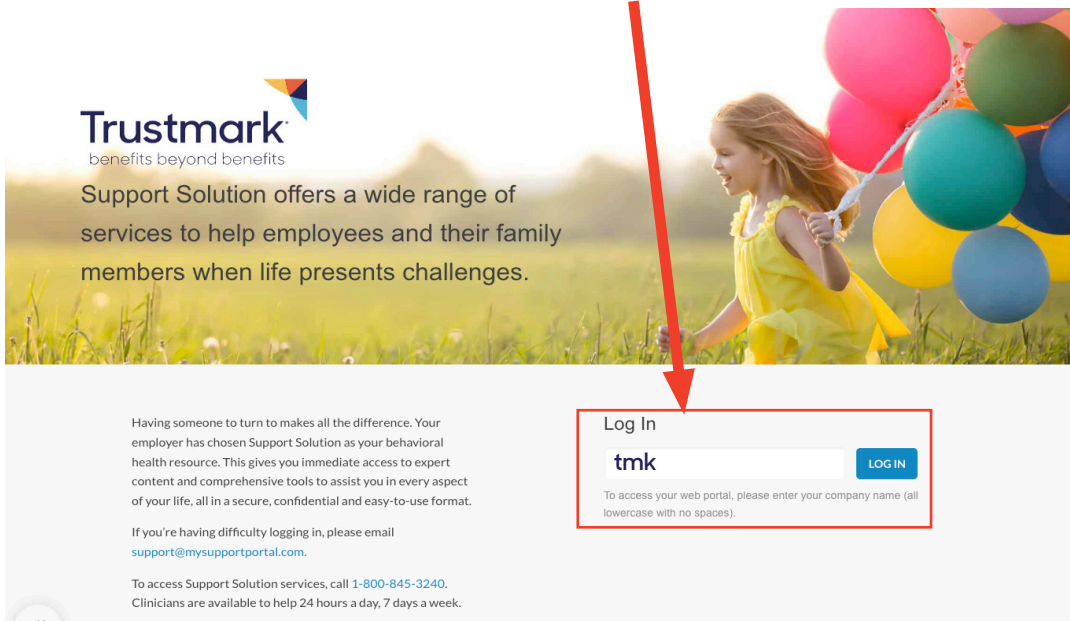 Trustmark
benefits beyond benefits
Support Solution offers a wide range of
services to help employees and their family
members when life presents challenges.
Having someone to turn to makes all the difference. Your
employer has chosen Support Solution as your behavioral
health resource. This gives you immediate access to expert
content and comprehensive tools to assist you in every aspect
of your life, all in a secure, confidential and easy-to-use format.
If you're having difficulty logging in, please email
support@mysupportportal.com.
To access Support Solution services, call 1-800-845-3240.
Clinicians are available to help 24 hours a day, 7 days a week.
Log In
tmk
LOG IN
To access your web portal, please enter your company name (all
lowercase with no spaces).